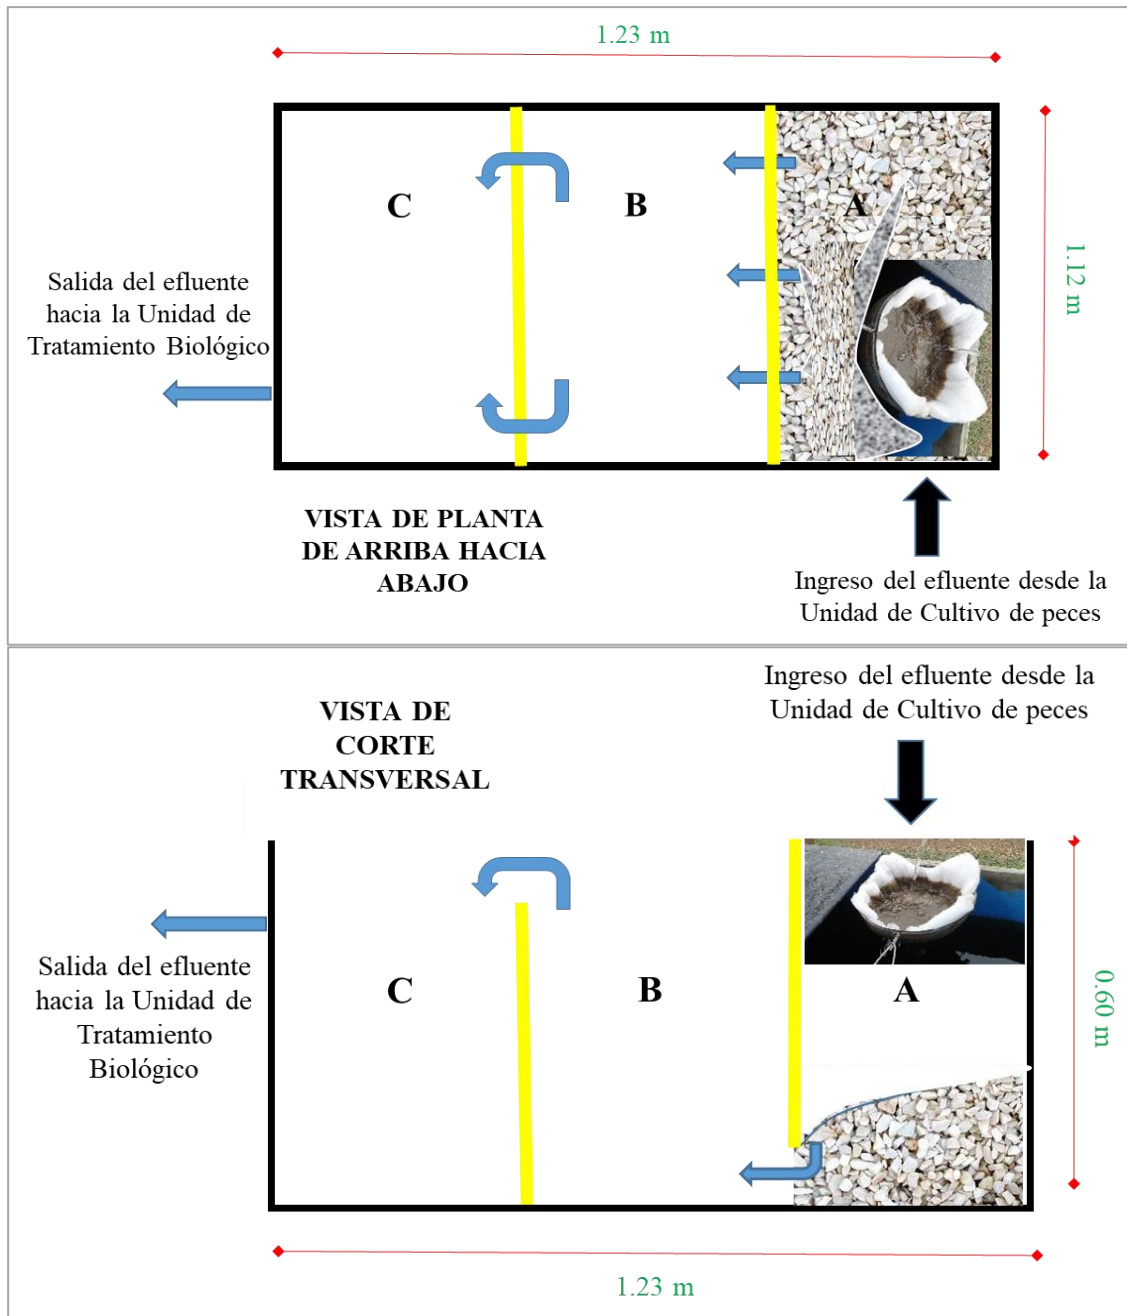 1.23 m
C
B
A
1.12 m
Salida del efluente
hacia la Unidad de
Tratamiento Biológico
VISTA DE PLANTA
DE ARRIBA HACIA
ABAJO
Ingreso del efluente desde la
Unidad de Cultivo de peces
Ingreso del efluente desde la
Unidad de Cultivo de peces
VISTA DE
CORTE
TRANSVERSAL
Salida del efluente
hacia la Unidad de
Tratamiento
Biológico
C
B
A
0.60 m
1.23 m